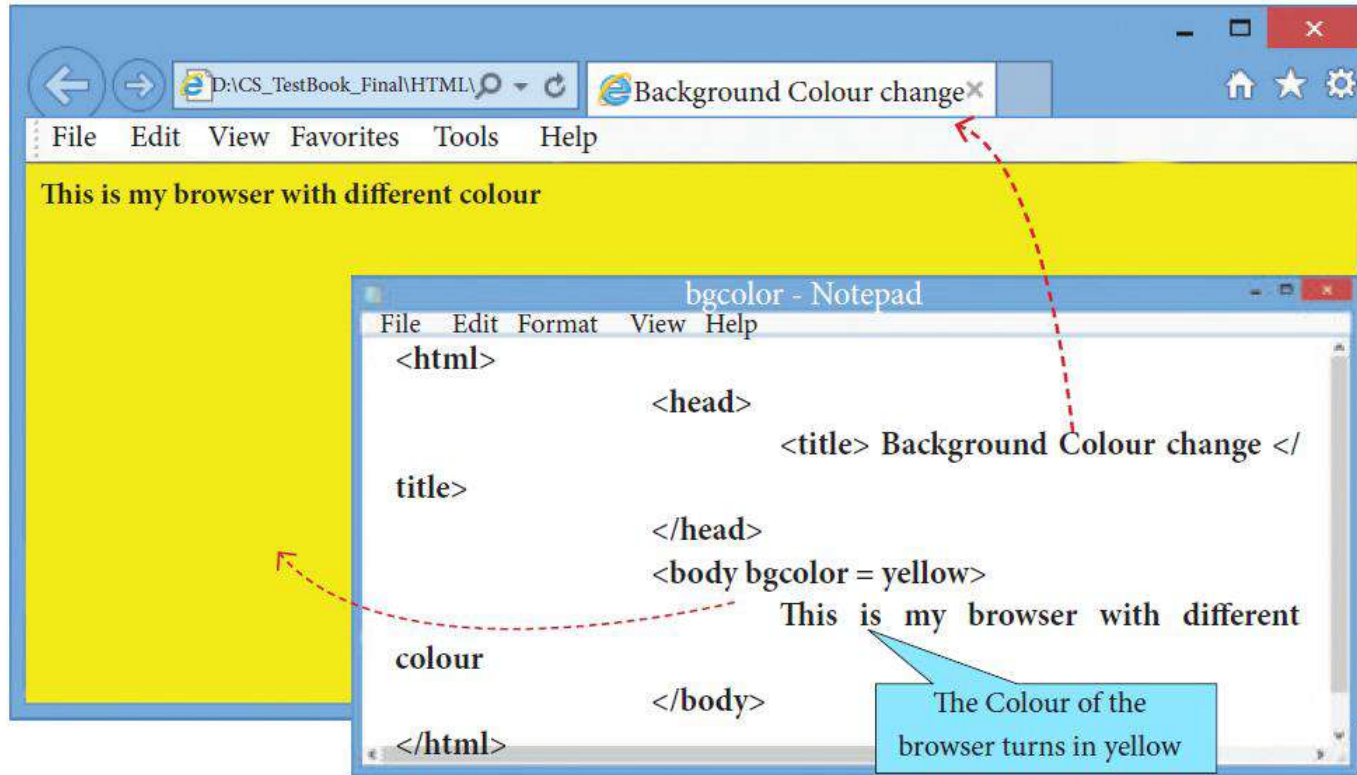 D:\CS_TestBook_Final\HTML\
Background Colour change
File Edit View Favorites Tools Help
This is my browser with different colour
bgcolor - Notepad
File Edit Format View Help
<html>
<head>
<title> Background Colour change </
title>
</head>
<body bgcolor = yellow>
This is my browser with different
colour
</body>
</html>
The Colour of the
browser turns in yellow